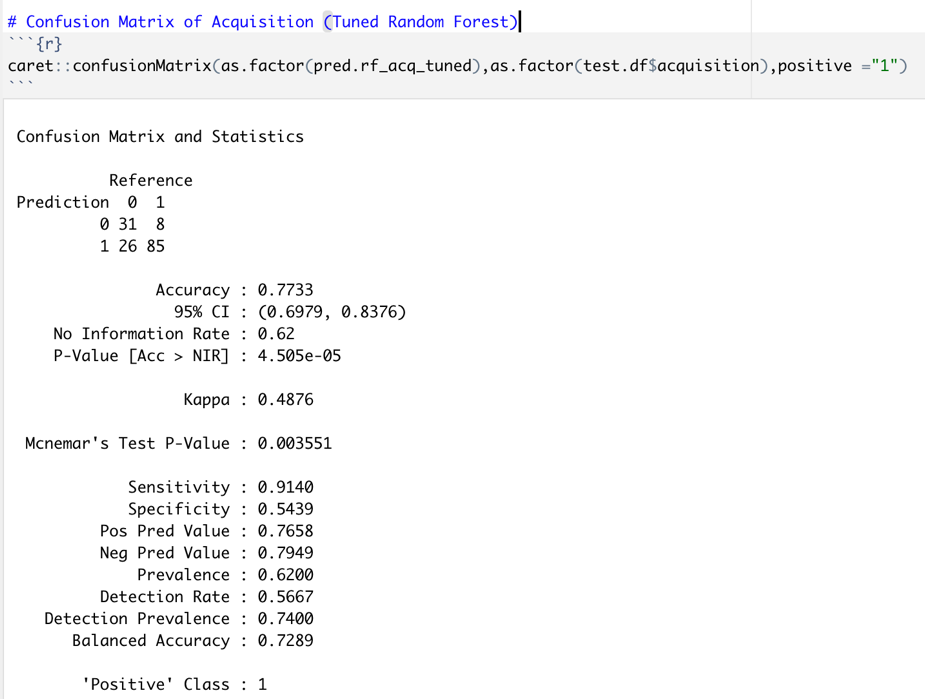 # Confusion Matrix of Acquisition (Tuned Random Forest)
```{r}
caret::confusionMatrix(as.factor(pred.rf_acq_tuned),as.factor(test.df$acquisition),positive ="1")
```
Confusion Matrix and Statistics
Reference
Prediction 0 1
0 31 8
1 26 85
Accuracy : 0.7733
95% CI : (0.6979, 0.8376)
No Information Rate : 0.62
P-Value [Acc > NIR] : 4.505e-05
Kappa : 0.4876
Mcnemar's Test P-Value : 0.003551
Sensitivity : 0.9140
Specificity : 0.5439
Pos Pred Value : 0.7658
Neg Pred Value : 0.7949
Prevalence : 0.6200
Detection Rate : 0.5667
Detection Prevalence : 0.7400
Balanced Accuracy : 0.7289
'Positive' Class : 1